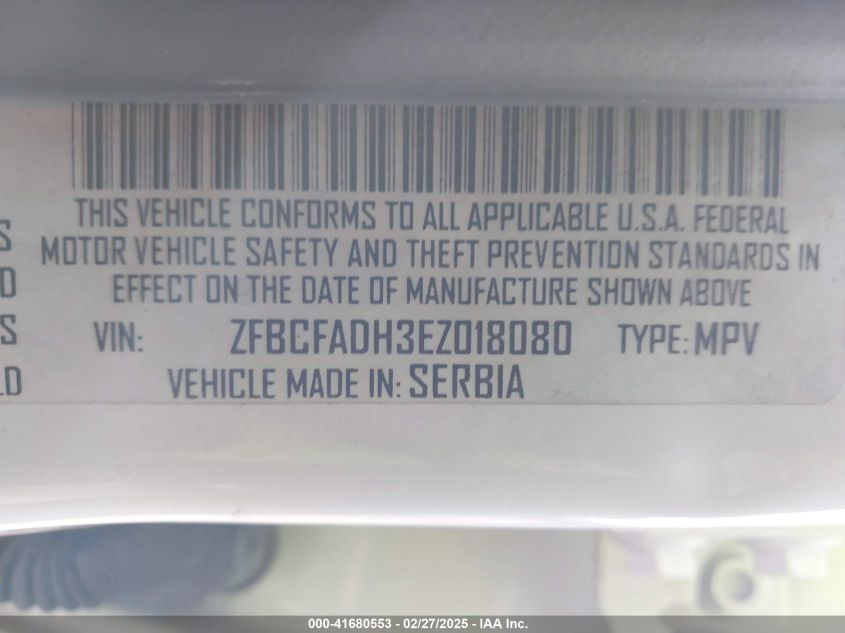 THIS VEHICLE CONFORMS TO ALL APPLICABLE U.S.A. FEDERAL
S MOTOR VEHICLE SAFETY AND THEFT PREVENTION STANDARDS IN
D EFFECT ON THE DATE OF MANUFACTURE SHOWN ABOVE
S VIN: ZFBCFADH3EZ018080 TYPE: MPV
LD VEHICLE MADE IN: SERBIA
000-41680553 - 02/27/2025 - IAA Inc.